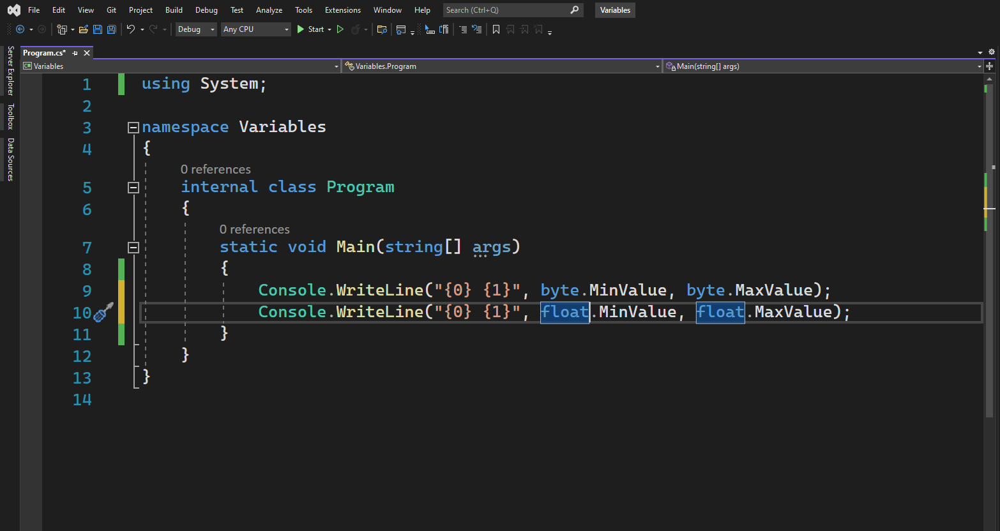 File Edit View Git Project Build Debug Test Analyze Tools Extensions Window Help Search (Ctrl+Q) Variables
Debug Any CPU Start
Server Explorer
Toolbox
Data Sources
Program.cs*
C# Variables Variables.Program Main(string[] args)
1 using System;
2
3 namespace Variables
4 {
0 references
5 internal class Program
6 {
0 references
7 static void Main(string[] args)
8 {
9 Console.WriteLine("{0} {1}", byte.MinValue, byte.MaxValue);
10 Console.WriteLine("{0} {1}", float.MinValue, float.MaxValue);
11 }
12 }
13 }
14